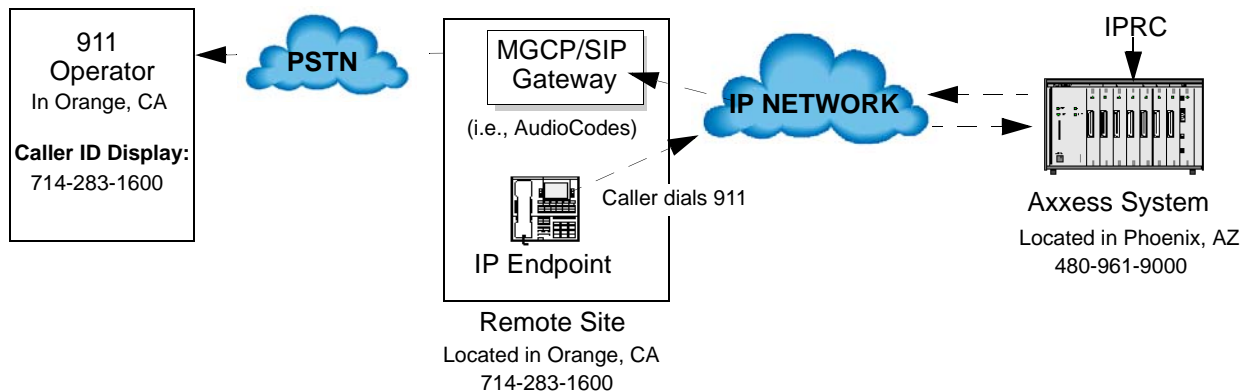 911
Operator
In Orange, CA
Caller ID Display:
714-283-1600
PSTN
MGCP/SIP
Gateway
(i.e., AudioCodes)
IP Endpoint
Caller dials 911
Remote Site
Located in Orange, CA
714-283-1600
IP NETWORK
IPRC
Axxess System
Located in Phoenix, AZ
480-961-9000